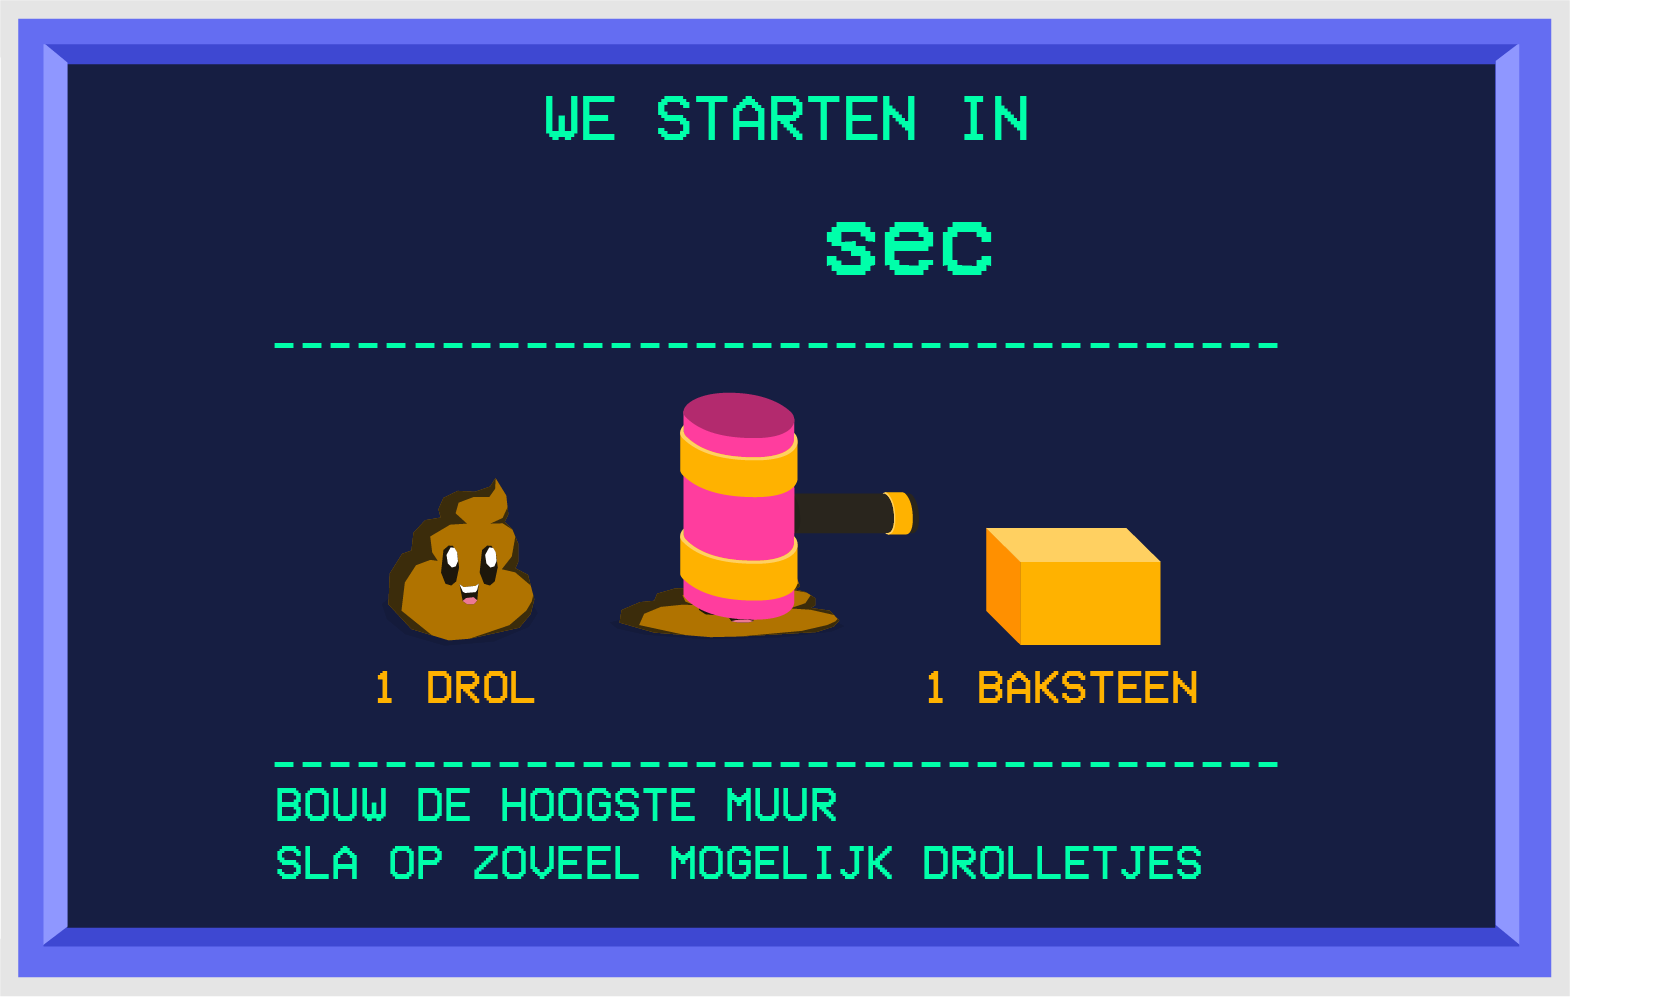 WE STARTEN IN
sec
1 DROL
1 BAKSTEEN
BOUW DE HOOGSTE MUUR
SLA OP ZOVEEL MOGELIJK DROLLETJES